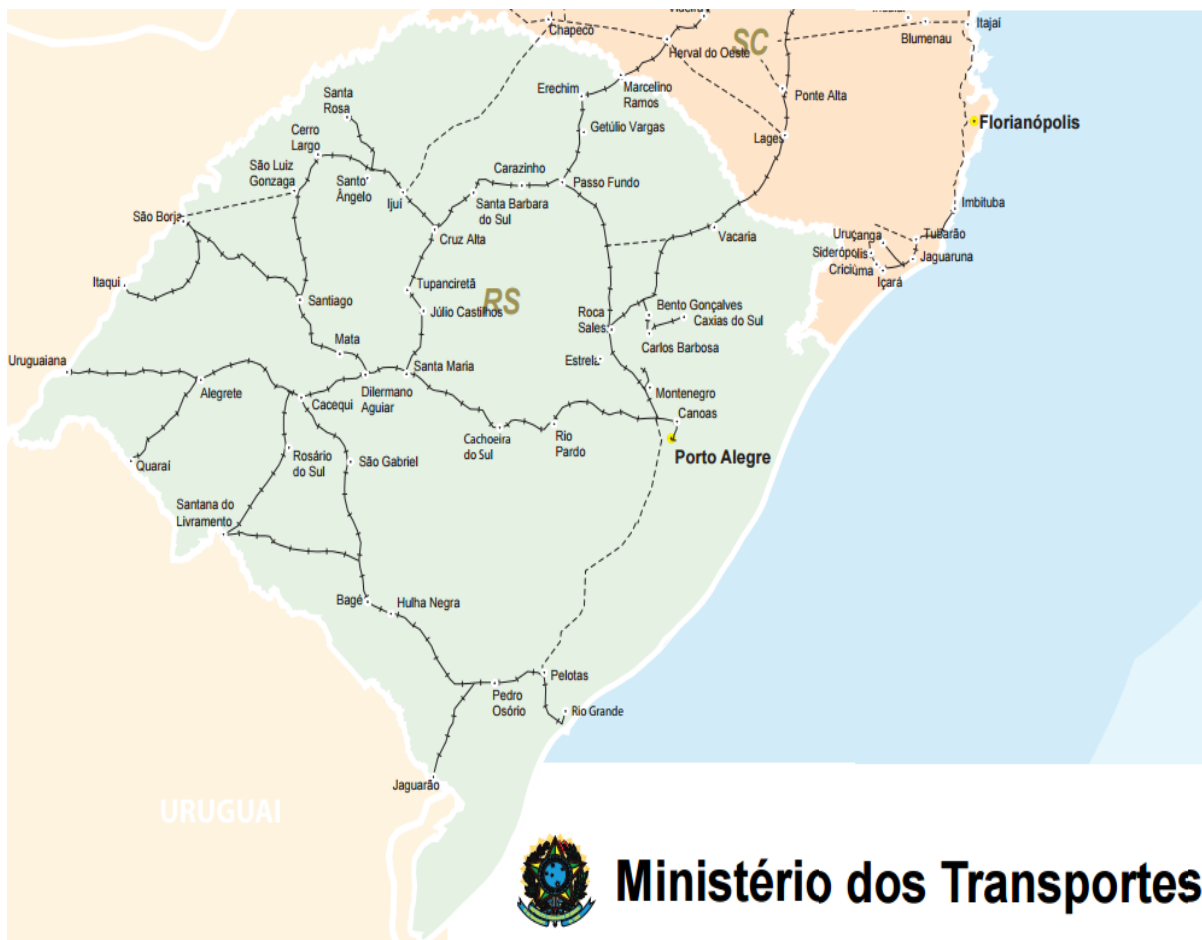 Chapecó
SC
Itajaí
Blumenau
Herval do Oeste
Marcelino
Ramos
Erechim
Ponte Alta
Santa
Rosa
Getúlio Vargas
Florianópolis
Cerro
Largo
Lages
São Luiz
Gonzaga
Santo
Ângelo
Carazinho
Passo Fundo
Ijuí
Santa Barbara
do Sul
Imbituba
São Borja
Cruz Alta
Vacaria
Uruçanga
Tubarão
Siderópolis
Jaguaruna
Criciúma
Içará
Itaqui
Tupanciretã
RS
Santiago
Júlio Castilhos
Roca
Sales
Bento Gonçalves
Caxias do Sul
Mata
Carlos Barbosa
Uruguaiana
Santa Maria
Estrela
Alegrete
Dilermano
Aguiar
Montenegro
Cacequi
Canoas
Cachoeira
do Sul
Rio
Pardo
Porto Alegre
Quaraí
Rosário
do Sul
São Gabriel
Santana do
Livramento
Bagé
Hulha Negra
Pelotas
Pedro
Osório
Rio Grande
Jaguarão
URUGUAI
Ministério dos Transportes